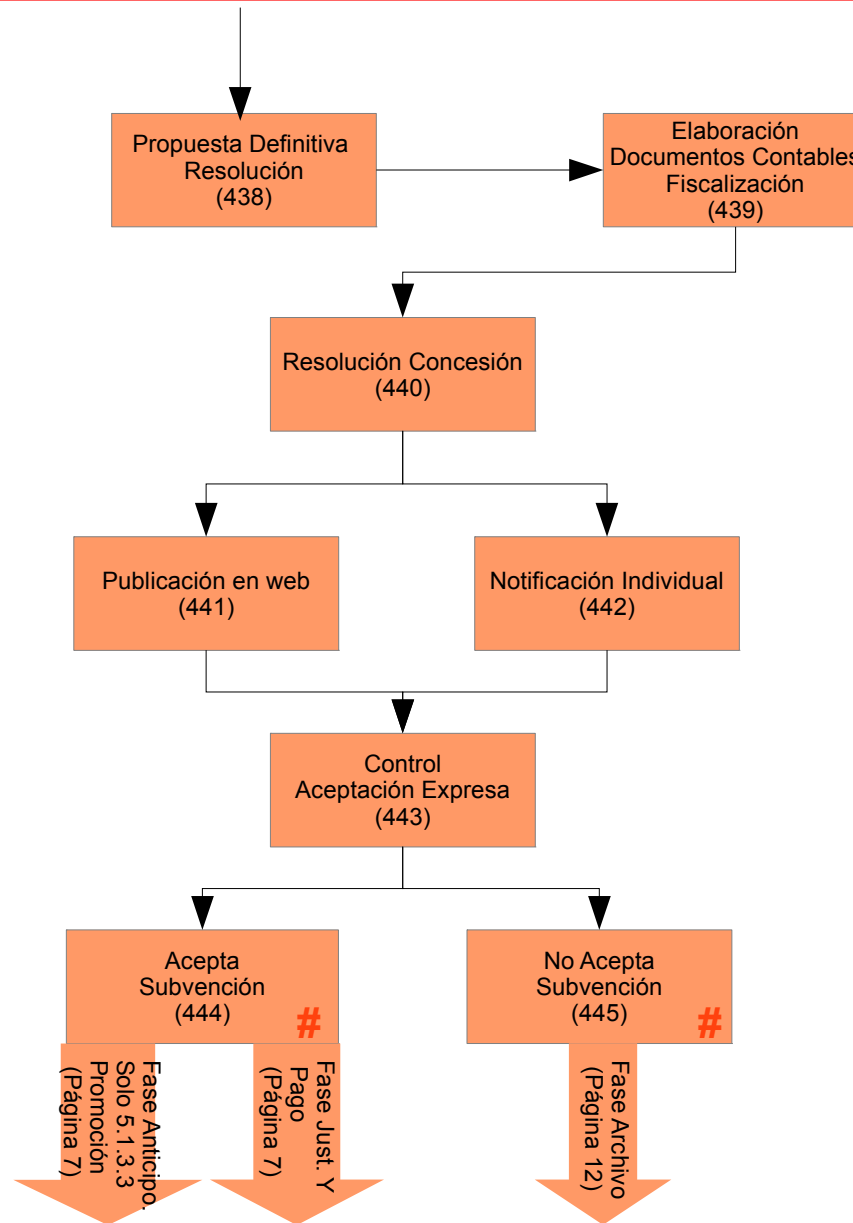 Propuesta Definitiva
Resolución
(438)
Elaboración
Documentos Contables
Fiscalización
(439)
Resolución Concesión
(440)
Publicación en web
(441)
Notificación Individual
(442)
Control
Aceptación Expresa
(443)
Acepta
Subvención
(444)
#
No Acepta
Subvención
(445)
#
Fase Anticipo.
Solo 5.1.3.3
Promoción
(Página 7)
Fase Just. Y
Pago
(Página 7)
Fase Archivo
(Página 12)